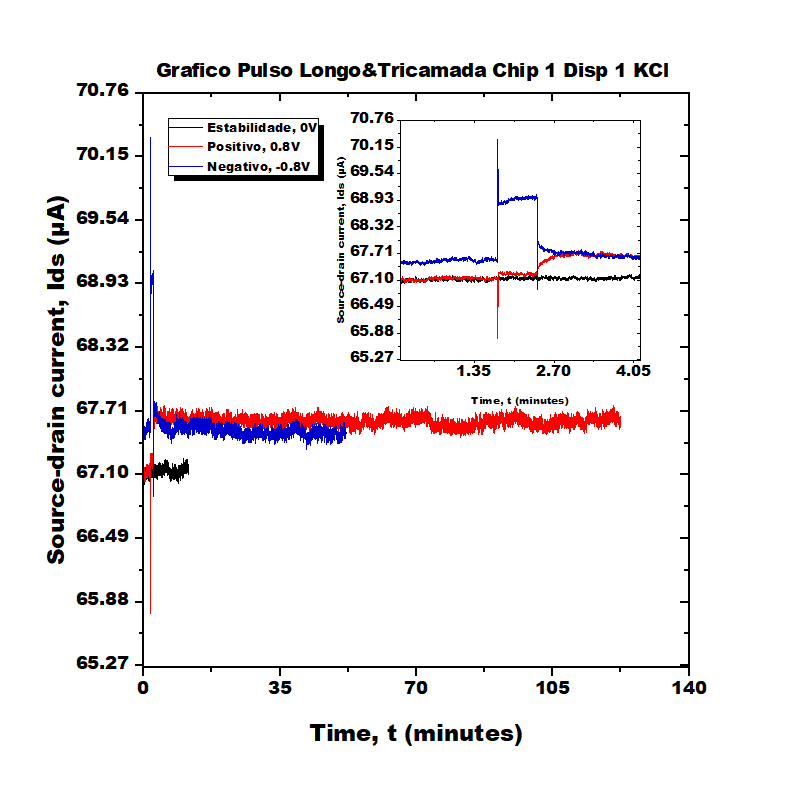 Grafico Pulso Longo&Tricamada Chip 1 Disp 1 KCl
70.76
70.15
69.54
68.93
68.32
67.71
67.10
66.49
65.88
65.27
Source-drain current, Ids (µA)
Estabilidade, 0V
Positivo, 0.8V
Negativo, -0.8V
70.76
70.15
69.54
68.93
68.32
67.71
67.10
66.49
65.88
65.27
Source-drain current, Ids (µA)
1.35 2.70 4.05
Time, t (minutes)
0 35 70 105 140
Time, t (minutes)